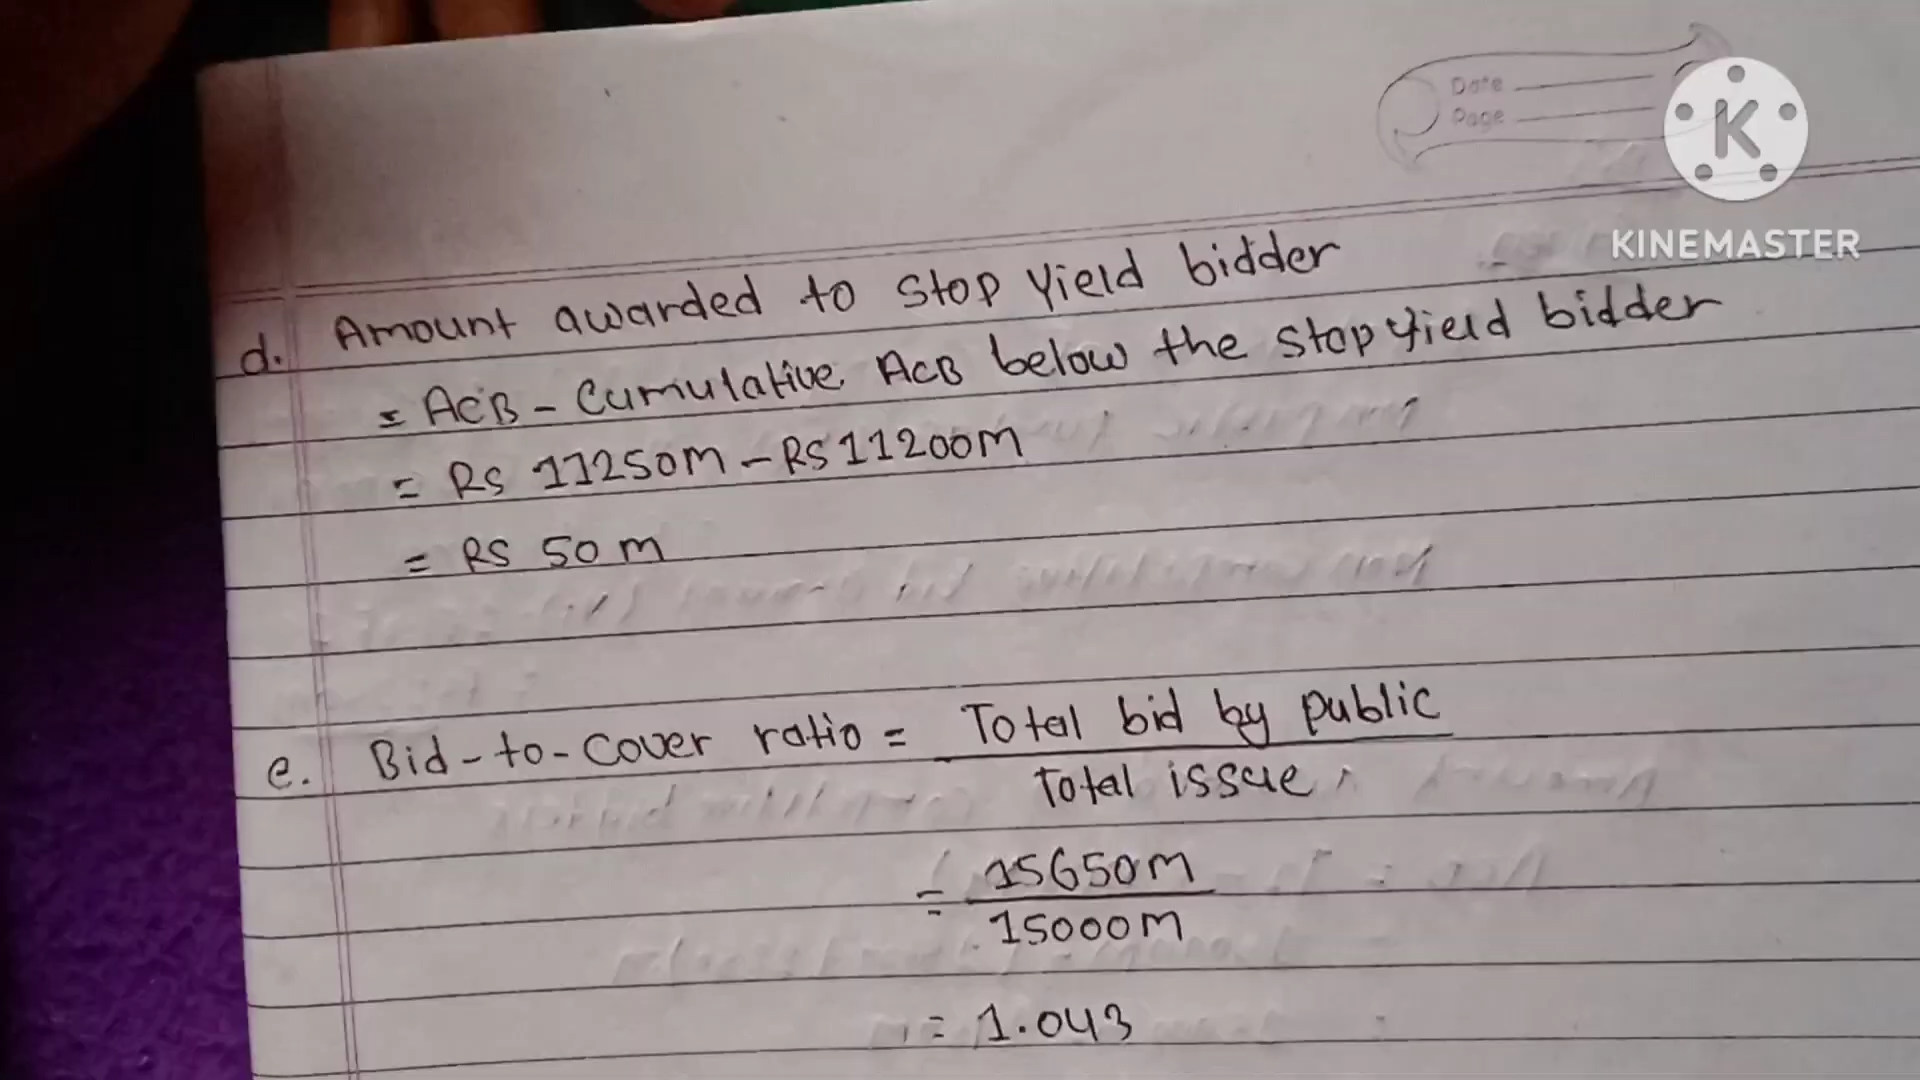 Date
Page
K
KINEMASTER
d. Amount awarded to stop yield bidder
= ACB - Cumulative ACB below the stop yield bidder
= RS 11250M - RS 11200M
= RS 50 M
e. Bid-to-cover ratio = Total bid by public
Total issue
= 15650M
15000M
= 1.043